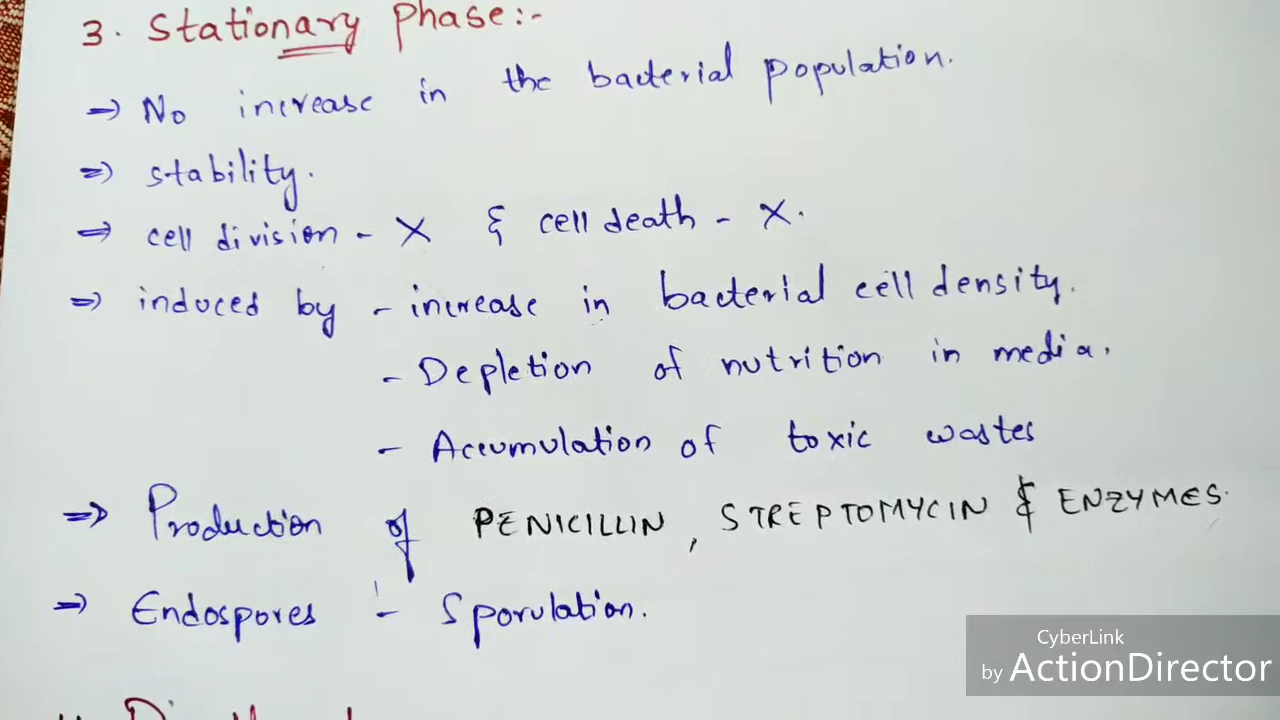 3. Stationary Phase:-
⇒ No increase in the bacterial population.
⇒ stability.
⇒ cell division - X & cell death - X.
⇒ induced by - increase in bacterial cell density.
- Depletion of nutrition in media.
- Accumulation of toxic wastes
⇒ Production of PENICILLIN, STREPTOMYCIN & ENZYMES.
⇒ Endospores - Sporulation.
CyberLink
by ActionDirector